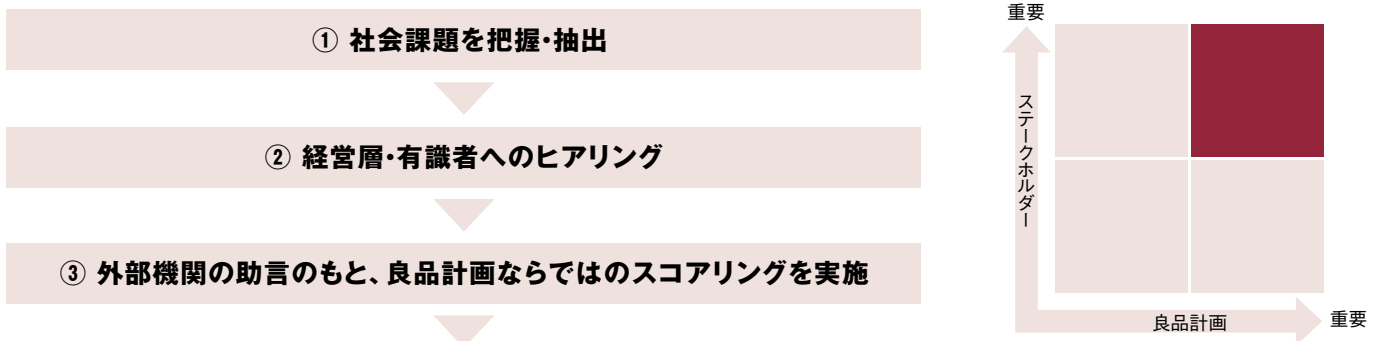 ① 社会課題を把握・抽出
② 経営層・有識者へのヒアリング
③ 外部機関の助言のもと、良品計画ならではのスコアリングを実施
重要
ステークホルダー
良品計画
重要